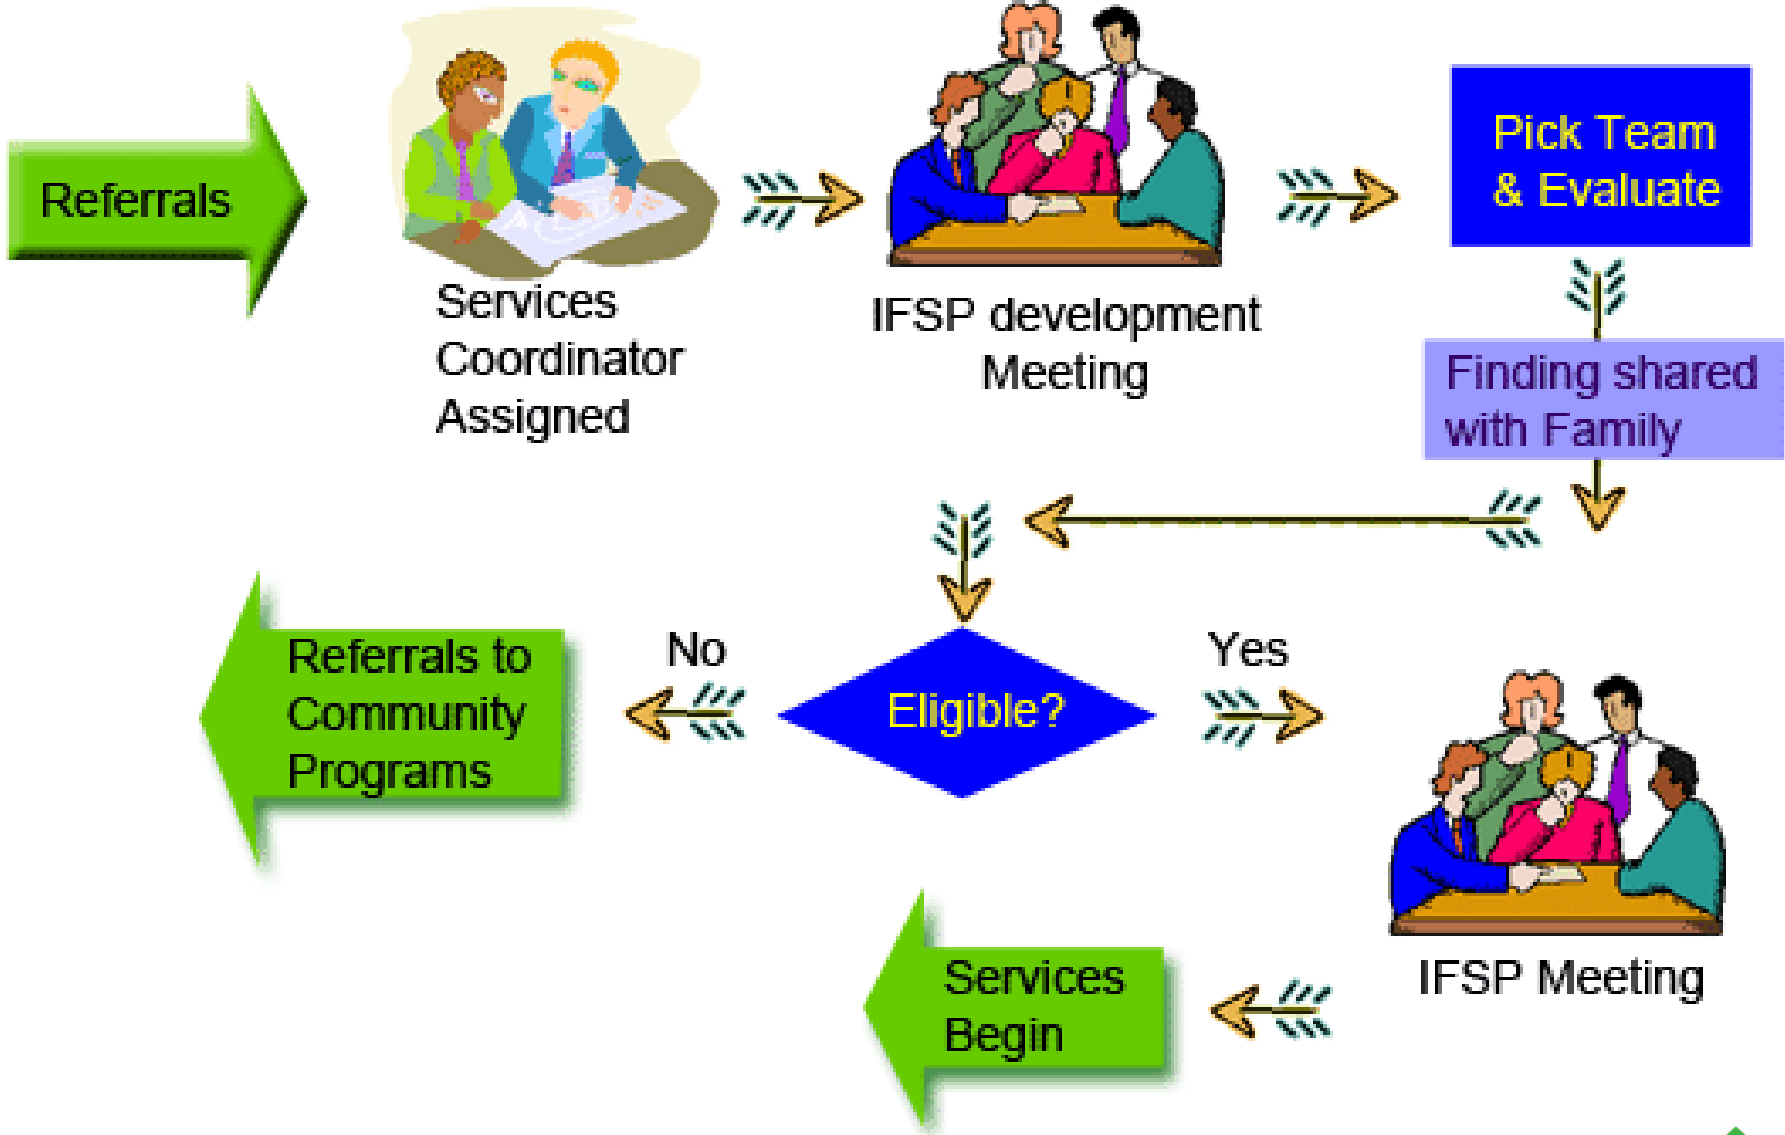 Referrals
Services
Coordinator
Assigned
IFSP development
Meeting
Pick Team
& Evaluate
Finding shared
with Family
Eligible?
No
Yes
Referrals to
Community
Programs
IFSP Meeting
Services
Begin